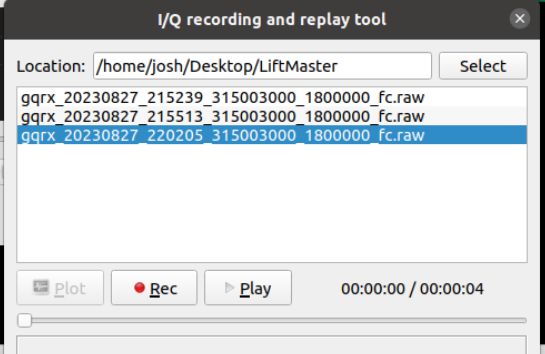 I/Q recording and replay tool
Location: /home/josh/Desktop/LiftMaster Select
gqrx_20230827_215239_315003000_1800000_fc.raw
gqrx_20230827_215513_315003000_1800000_fc.raw
gqrx_20230827_220205_315003000_1800000_fc.raw
Plot Rec Play 00:00:00 / 00:00:04